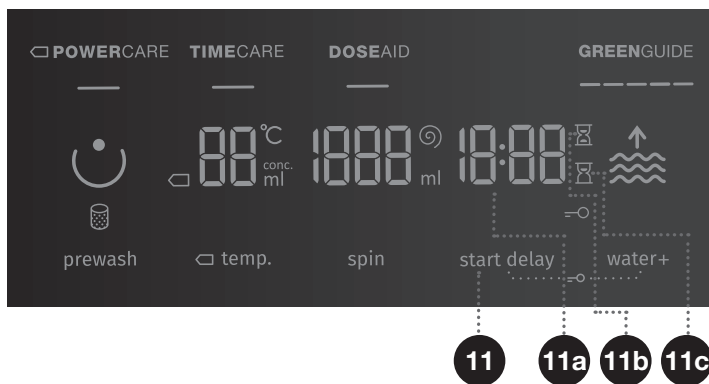 POWERCARE TIMECARE DOSEAID GREENGUIDE
88 °C 1888 18:88
conc.
ml ml
prewash temp. spin start delay water+
11 11a 11b 11c